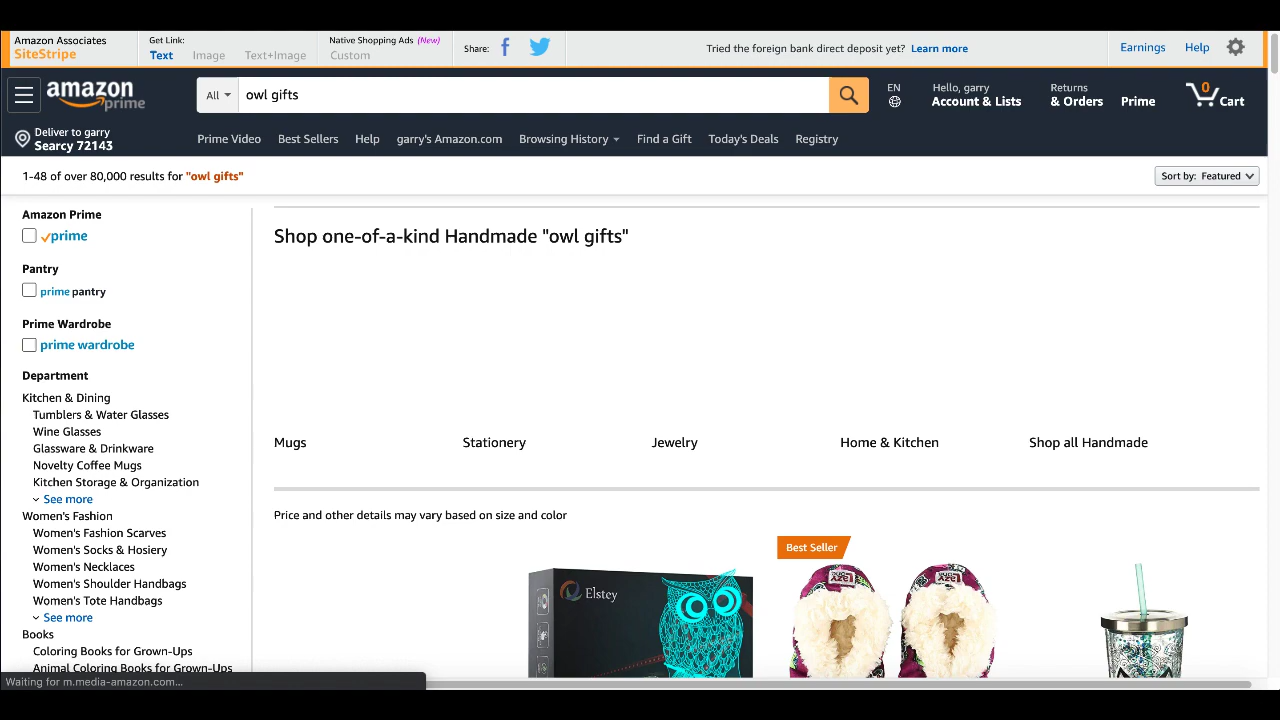 Amazon Associates
SiteStripe
Get Link:
Text Image Text+Image
Native Shopping Ads (New)
Custom
Share:
Tried the foreign bank direct deposit yet? Learn more
Earnings Help
amazon
prime
All
owl gifts
EN
Hello, garry
Account & Lists
Returns
& Orders
Prime
0
Cart
Deliver to garry
Searcy 72143
Prime Video Best Sellers Help garry's Amazon.com Browsing History Find a Gift Today's Deals Registry
1-48 of over 80,000 results for "owl gifts"
Sort by: Featured
Amazon Prime
prime
Pantry
prime pantry
Prime Wardrobe
prime wardrobe
Department
Kitchen & Dining
Tumblers & Water Glasses
Wine Glasses
Glassware & Drinkware
Novelty Coffee Mugs
Kitchen Storage & Organization
See more
Women's Fashion
Women's Fashion Scarves
Women's Socks & Hosiery
Women's Necklaces
Women's Shoulder Handbags
Women's Tote Handbags
See more
Books
Coloring Books for Grown-Ups
Animal Coloring Books for Grown-Ups
Shop one-of-a-kind Handmade "owl gifts"
Mugs Stationery Jewelry Home & Kitchen Shop all Handmade
Price and other details may vary based on size and color
Best Seller
Elstey
Waiting for m.media-amazon.com...